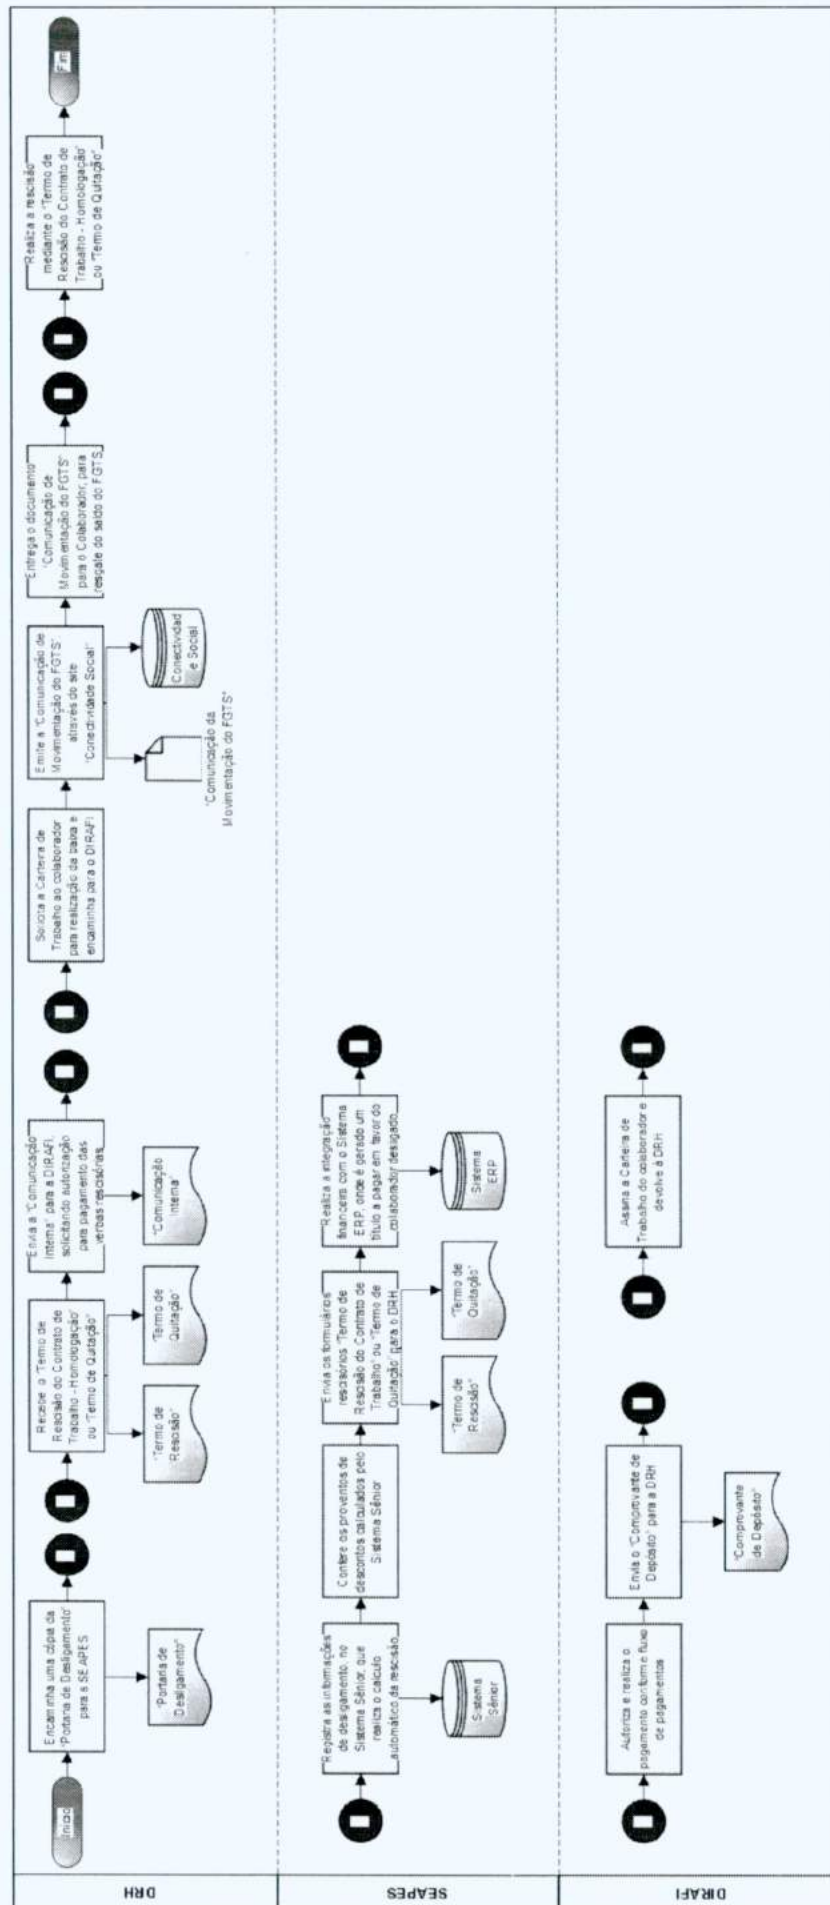 DRH
Início
Encaminha uma cópia da
"Portaria de Desligamento"
para a SEAPES
"Portaria de
Desligamento"
Recebe o "Termo de
Rescisão do Contrato de
Trabalho - Homologação"
ou "Termo de Quitação"
"Termo de
Rescisão"
"Termo de
Quitação"
Envia a "Comunicação
Interna" para a DIRAFI,
solicitando autorização
para pagamento das
verbas rescisórias
"Comunicação
Interna"
Solicita a Carteira de
Trabalho ao colaborador
para realização da baixa e
encaminha para o DIRAFI
Emite a "Comunicação de
Movimentação do FGTS"
através do site
"Conectividade Social"
"Comunicação da
Movimentação do FGTS"
Conectividad
e Social
Entrega o documento
"Comunicação de
Movimentação do FGTS"
para o Colaborador, para
resgate do saldo do FGTS
Realiza a rescisão
mediante o "Termo de
Rescisão do Contrato de
Trabalho - Homologação"
ou "Termo de Quitação"
Fim
SEAPES
Registra as informações
de desligamento, no
Sistema Sênior, que
realiza o calculo
automático da rescisão
Sistema
Sênior
Confere os proventos de
descontos calculados pelo
Sistema Sênior
Envia os formulários
rescisórios "Termo de
Rescisão do Contrato de
Trabalho" ou "Termo de
Quitação" para o DRH
"Termo de
Rescisão"
"Termo de
Quitação"
Realiza a integração
financeira com o Sistema
ERP, onde é gerado um
título a pagar em favor do
colaborador desligado
Sistema
ERP
DIRAFI
Autoriza e realiza o
pagamento conforme fluxo
de pagamentos
Envia o "Comprovante de
Depósito" para a DRH
"Comprovante
de Depósito"
Assina a Carteira de
Trabalho do colaborador e
devolve à DRH